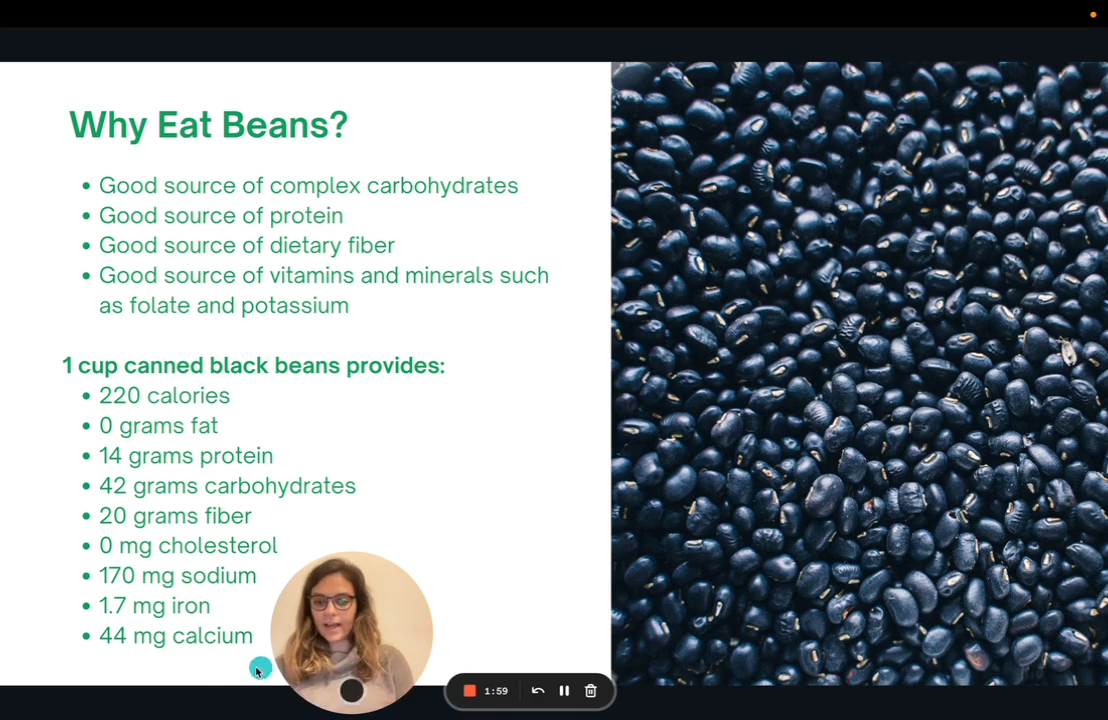 Why Eat Beans?
• Good source of complex carbohydrates
• Good source of protein
• Good source of dietary fiber
• Good source of vitamins and minerals such
as folate and potassium
1 cup canned black beans provides:
• 220 calories
• 0 grams fat
• 14 grams protein
• 42 grams carbohydrates
• 20 grams fiber
• 0 mg cholesterol
• 170 mg sodium
• 1.7 mg iron
• 44 mg calcium
1:59